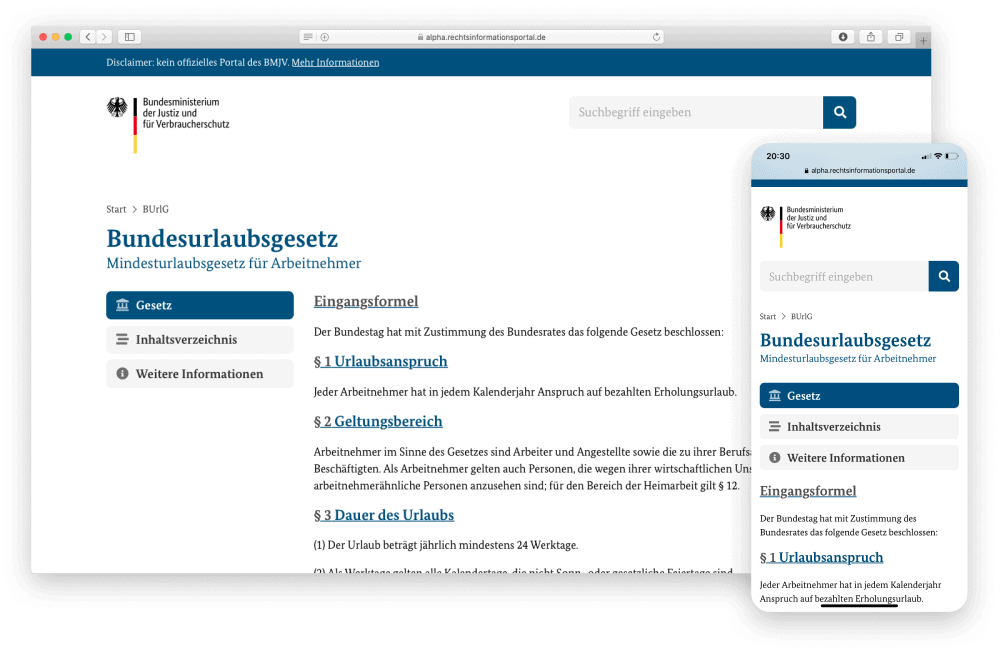 alpha.rechtsinformationsportal.de
Disclaimer: kein offizielles Portal des BMJV. Mehr Informationen
Bundesministerium
der Justiz und
für Verbraucherschutz
Suchbegriff eingeben
Start > BUrlG
Bundesurlaubsgesetz
Mindesturlaubsgesetz für Arbeitnehmer
Gesetz
Inhaltsverzeichnis
Weitere Informationen
Eingangsformel
Der Bundestag hat mit Zustimmung des Bundesrates das folgende Gesetz beschlossen:
§ 1 Urlaubsanspruch
Jeder Arbeitnehmer hat in jedem Kalenderjahr Anspruch auf bezahlten Erholungsurlaub.
§ 2 Geltungsbereich
Arbeitnehmer im Sinne des Gesetzes sind Arbeiter und Angestellte sowie die zu ihrer
Beschäftigten. Als Arbeitnehmer gelten auch Personen, die wegen ihrer wirtschaftlichen
arbeitnehmerähnliche Personen anzusehen sind; für den Bereich der Heimarbeit gilt § 12.
§ 3 Dauer des Urlaubs
(1) Der Urlaub beträgt jährlich mindestens 24 Werktage.
(2) Als Werktage gelten alle Kalendertage, die nicht Sonn- oder gesetzliche Feiertage sind.
20:30
alpha.rechtsinformationsportal.de
Bundesministerium
der Justiz und
für Verbraucherschutz
Suchbegriff eingeben
Start > BUrlG
Bundesurlaubsgesetz
Mindesturlaubsgesetz für Arbeitnehmer
Gesetz
Inhaltsverzeichnis
Weitere Informationen
Eingangsformel
Der Bundestag hat mit Zustimmung des
Bundesrates das folgende Gesetz beschlossen:
§ 1 Urlaubsanspruch
Jeder Arbeitnehmer hat in jedem Kalenderjahr
Anspruch auf bezahlten Erholungsurlaub.